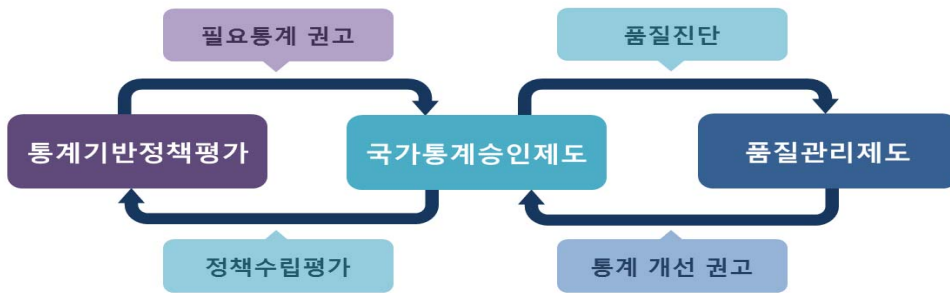 필요통계 권고
품질진단
통계기반정책평가
국가통계승인제도
품질관리제도
정책수립평가
통계 개선 권고